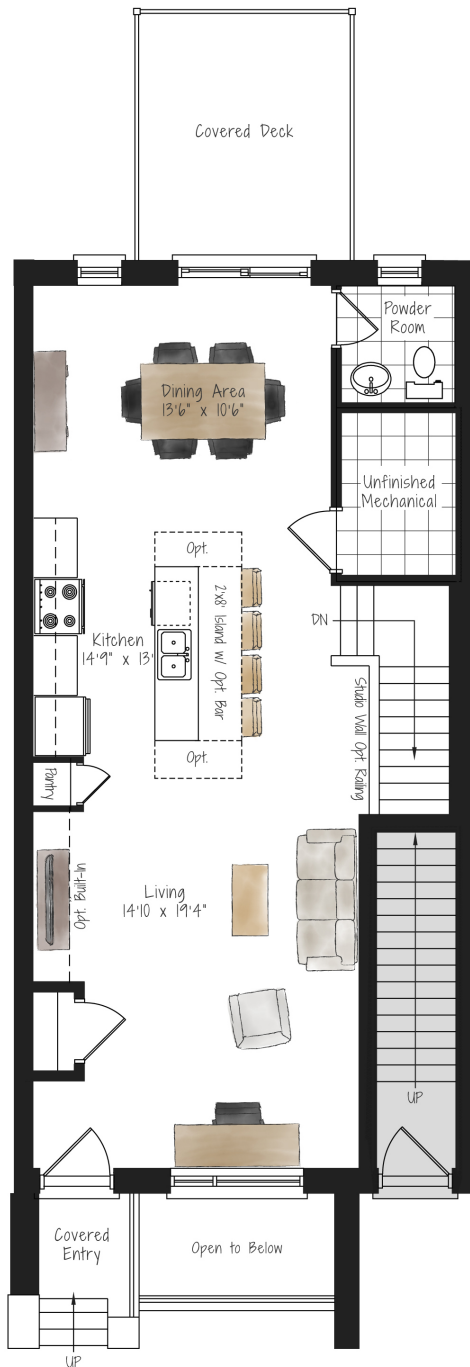 Covered Deck
Powder
Room
Dining Area
13'6" x 10'6"
Unfinished
Mechanical
Opt.
2'x8' Island w/ Opt. Bar
DN
Kitchen
14'9" x 13'
Studio Wall Opt. Railing
Opt.
Pantry
Opt. Built-In
Living
14'10 x 19'4"
UP
Covered
Entry
Open to Below
UP